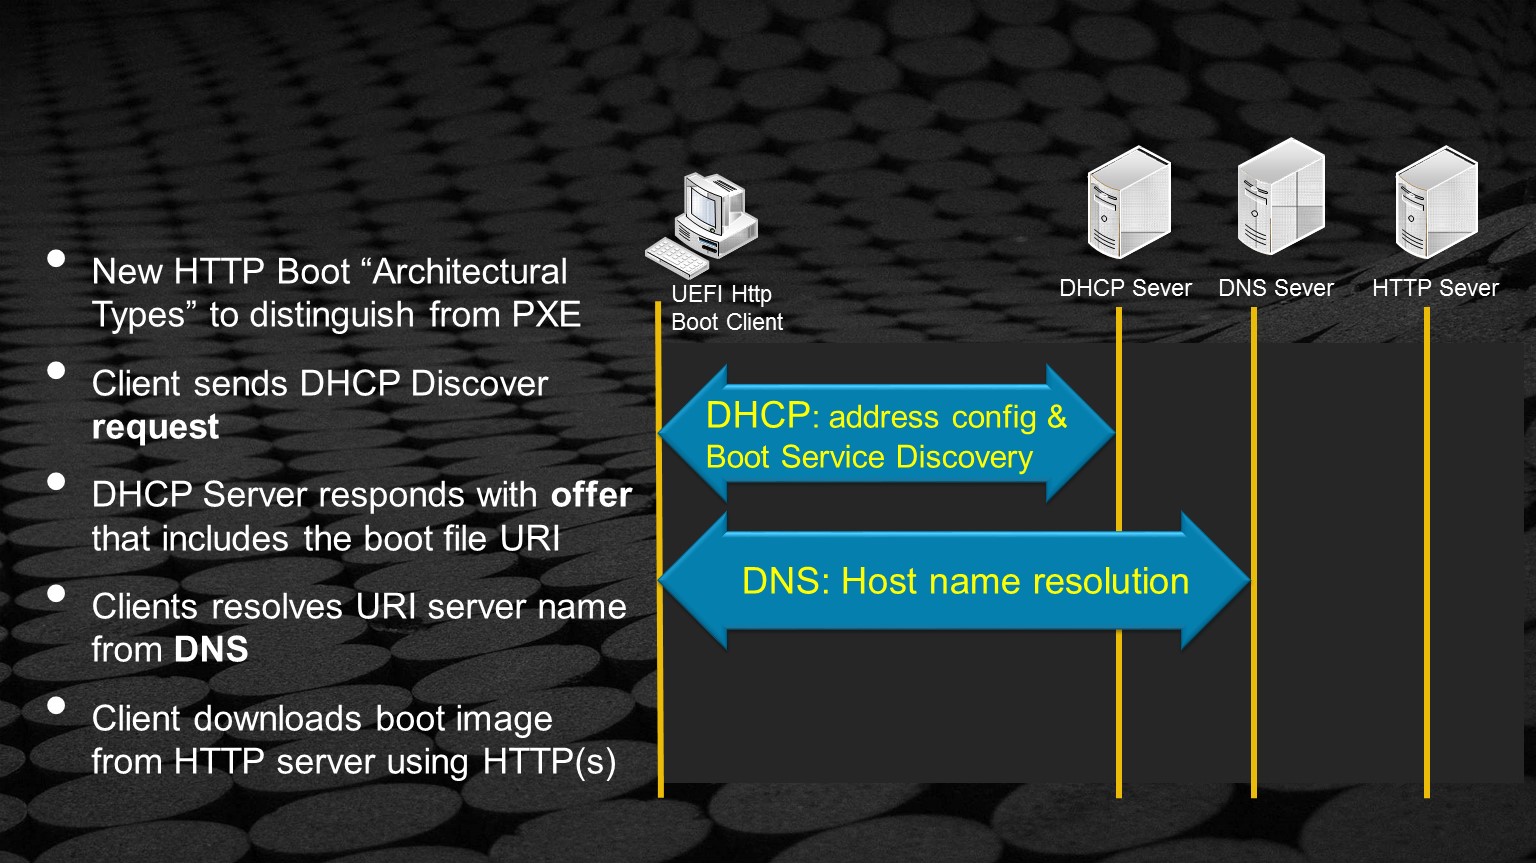 New HTTP Boot “Architectural
Types” to distinguish from PXE
Client sends DHCP Discover
request
DHCP Server responds with offer
that includes the boot file URI
Clients resolves URI server name
from DNS
Client downloads boot image
from HTTP server using HTTP(s)
UEFI Http
Boot Client
DHCP Sever
DNS Sever
HTTP Sever
DHCP: address config &
Boot Service Discovery
DNS: Host name resolution